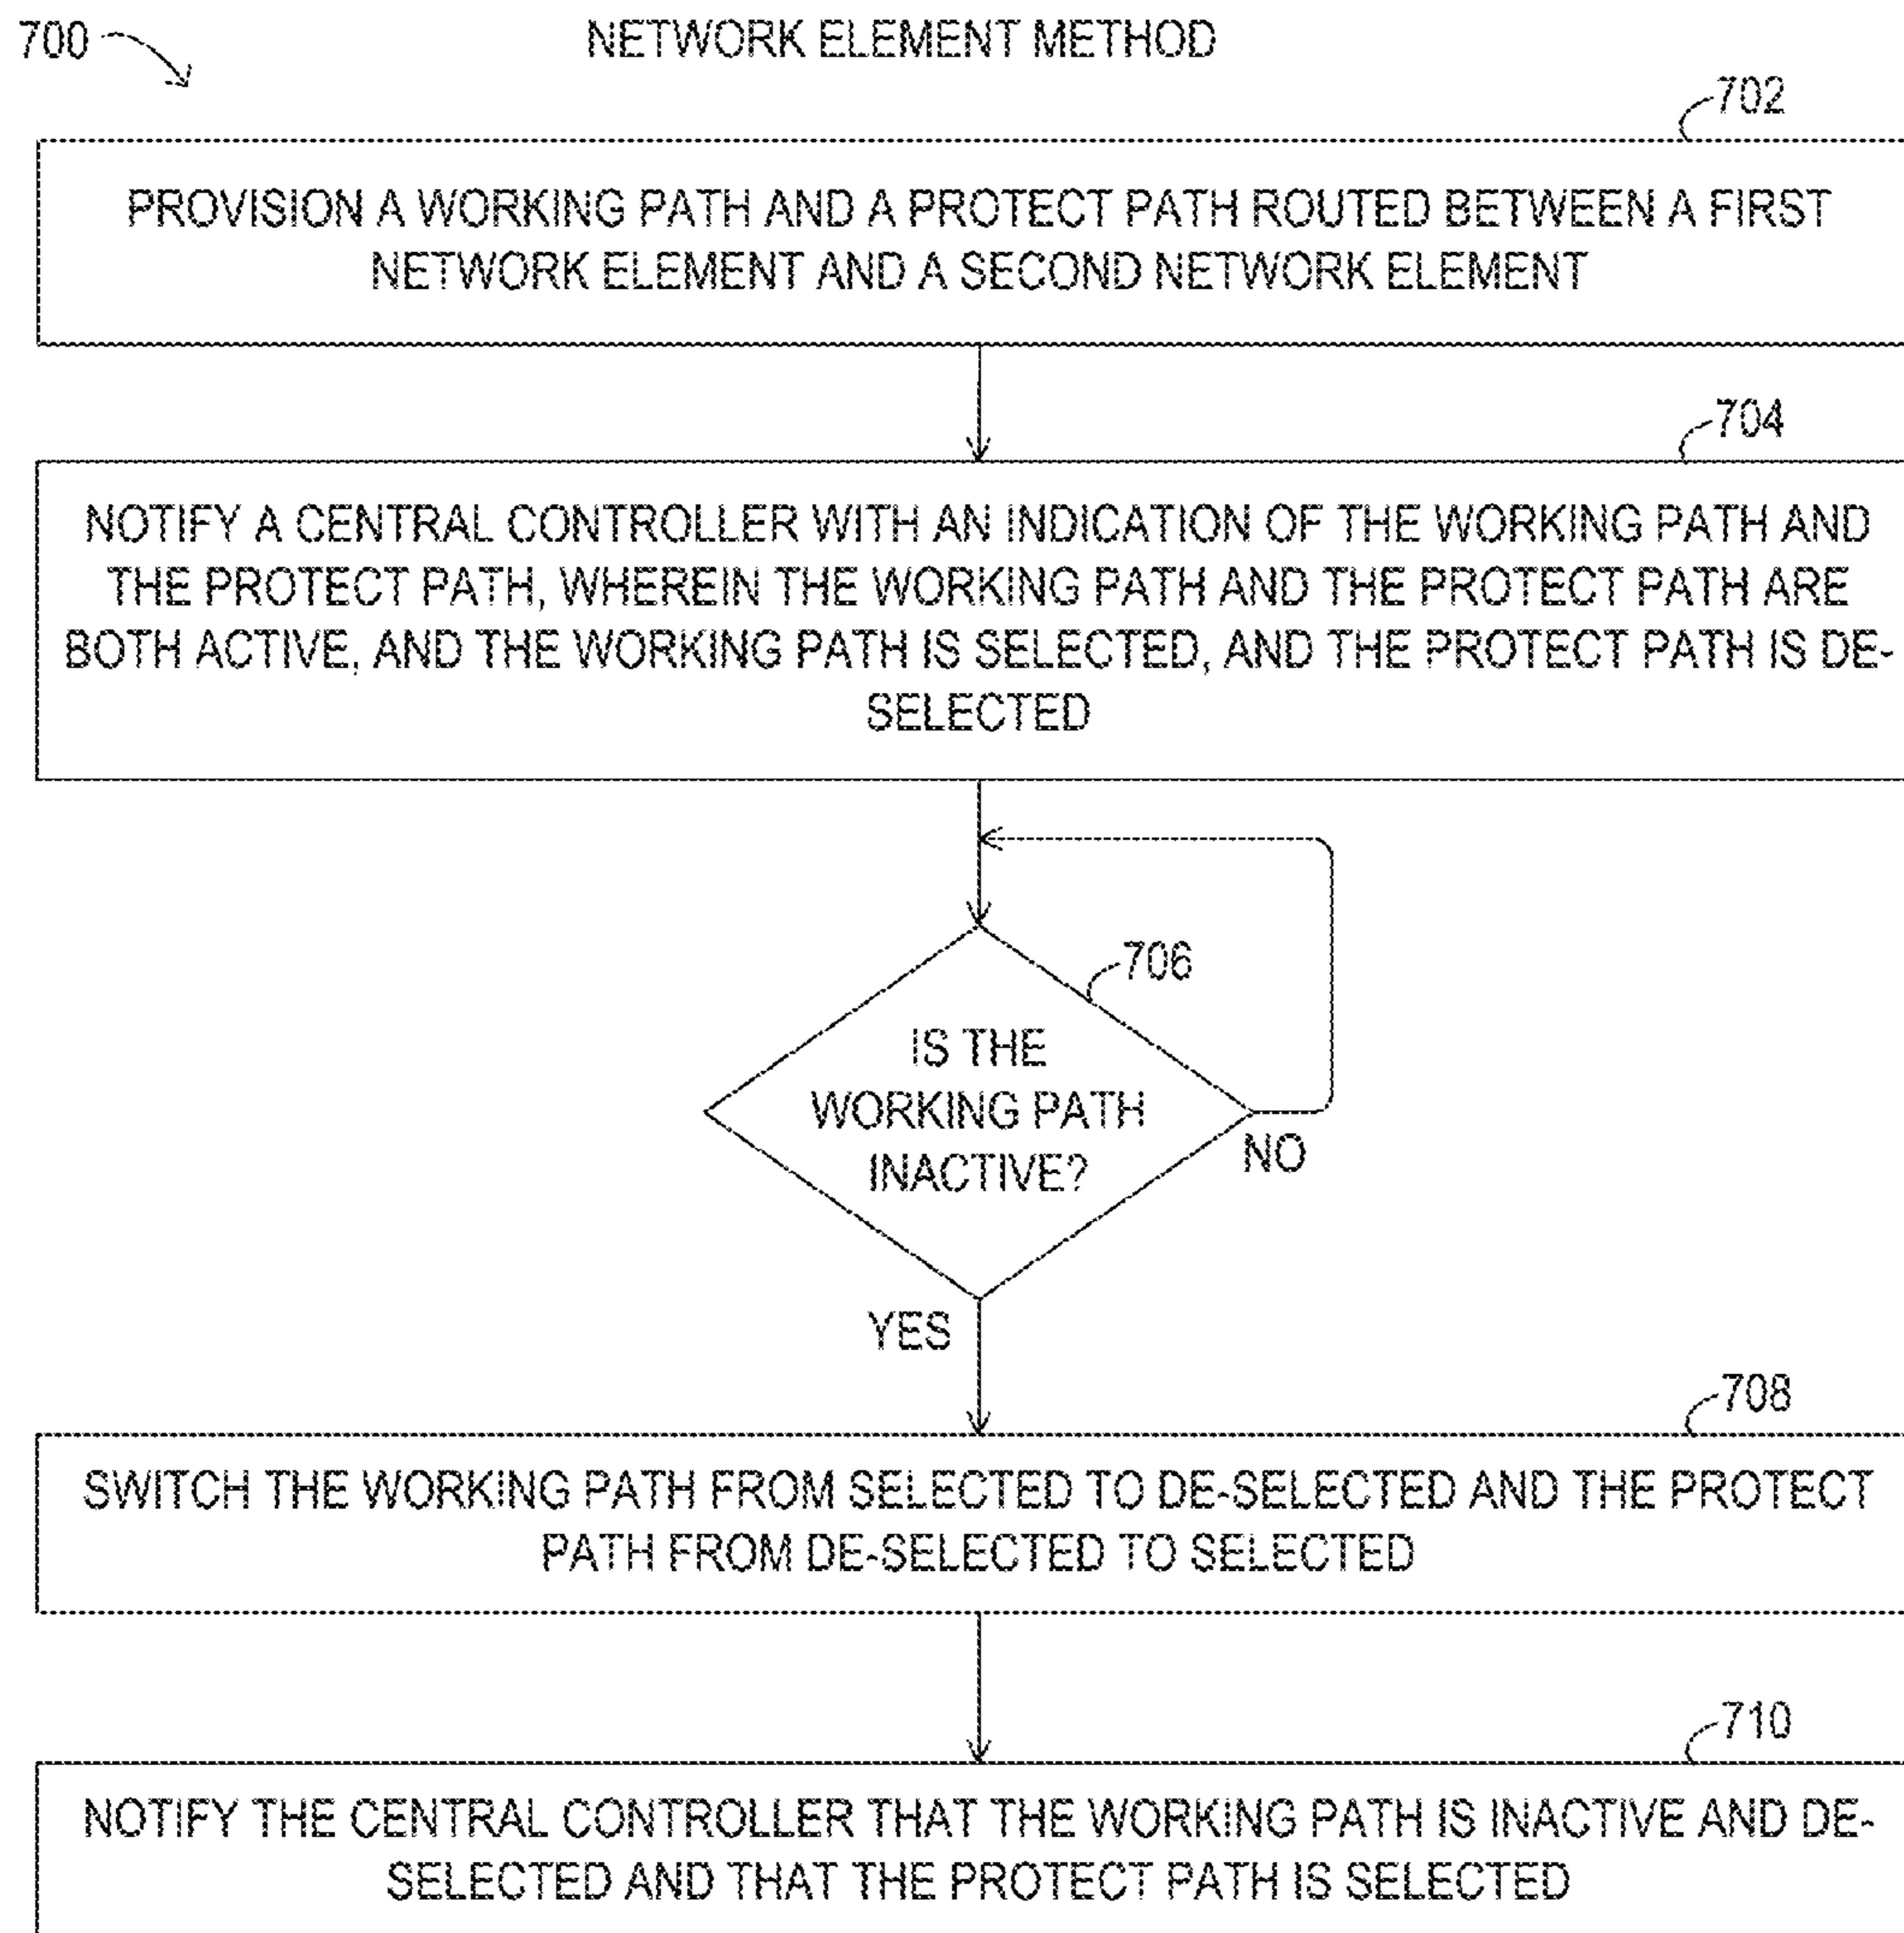 700
NETWORK ELEMENT METHOD
702
PROVISION A WORKING PATH AND A PROTECT PATH ROUTED BETWEEN A FIRST
NETWORK ELEMENT AND A SECOND NETWORK ELEMENT
704
NOTIFY A CENTRAL CONTROLLER WITH AN INDICATION OF THE WORKING PATH AND
THE PROTECT PATH, WHEREIN THE WORKING PATH AND THE PROTECT PATH ARE
BOTH ACTIVE, AND THE WORKING PATH IS SELECTED, AND THE PROTECT PATH IS DE-
SELECTED
706
IS THE
WORKING PATH
INACTIVE?
NO
YES
708
SWITCH THE WORKING PATH FROM SELECTED TO DE-SELECTED AND THE PROTECT
PATH FROM DE-SELECTED TO SELECTED
710
NOTIFY THE CENTRAL CONTROLLER THAT THE WORKING PATH IS INACTIVE AND DE-
SELECTED AND THAT THE PROTECT PATH IS SELECTED